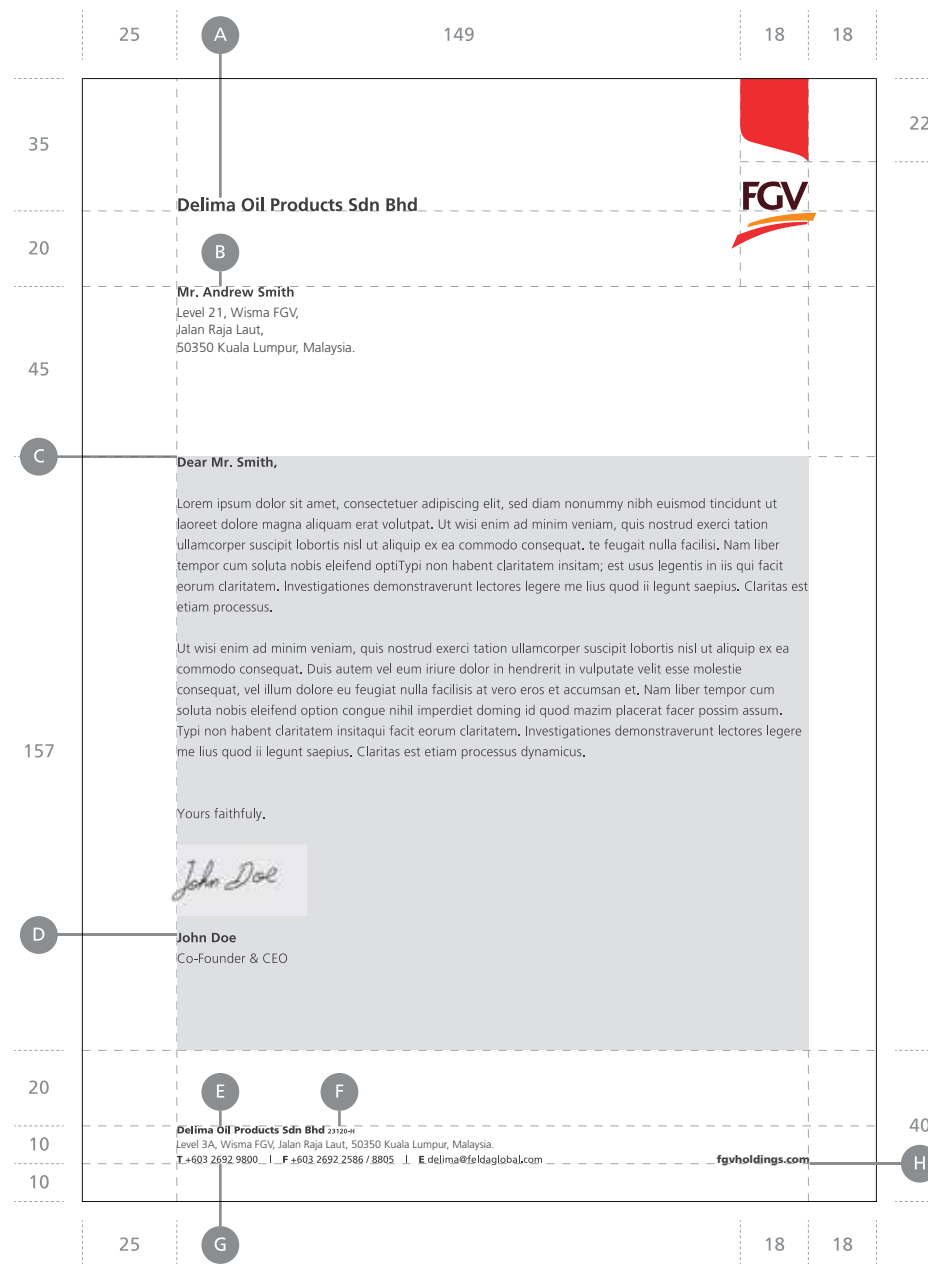 25 A 149 18 18
22
35
FGV
Delima Oil Products Sdn Bhd
20
B
Mr. Andrew Smith
Level 21, Wisma FGV,
Jalan Raja Laut,
50350 Kuala Lumpur, Malaysia.
45
C
Dear Mr. Smith,
Lorem ipsum dolor sit amet, consectetuer adipiscing elit, sed diam nonummy nibh euismod tincidunt ut
laoreet dolore magna aliquam erat volutpat. Ut wisi enim ad minim veniam, quis nostrud exerci tation
ullamcorper suscipit lobortis nisl ut aliquip ex ea commodo consequat. te feugait nulla facilisi. Nam liber
tempor cum soluta nobis eleifend optiTypi non habent claritatem insitam; est usus legentis in iis qui facit
eorum claritatem. Investigationes demonstraverunt lectores legere me lius quod ii legunt saepius. Claritas est
etiam processus.
Ut wisi enim ad minim veniam, quis nostrud exerci tation ullamcorper suscipit lobortis nisl ut aliquip ex ea
commodo consequat. Duis autem vel eum iriure dolor in hendrerit in vulputate velit esse molestie
consequat, vel illum dolore eu feugiat nulla facilisis at vero eros et accumsan et. Nam liber tempor cum
soluta nobis eleifend option congue nihil imperdiet doming id quod mazim placerat facer possim assum.
Typi non habent claritatem insitaqui facit eorum claritatem. Investigationes demonstraverunt lectores legere
me lius quod ii legunt saepius. Claritas est etiam processus dynamicus.
157
Yours faithfuly.
John Doe
D
John Doe
Co-Founder & CEO
20
E F
Delima Oil Products Sdn Bhd 23120-H
40
10
Level 3A, Wisma FGV, Jalan Raja Laut, 50350 Kuala Lumpur, Malaysia.
T +603 2692 9800 | F +603 2692 2586 / 8805 | E delima@feldaglobal.com fgvholdings.com
H
10
25 G 18 18